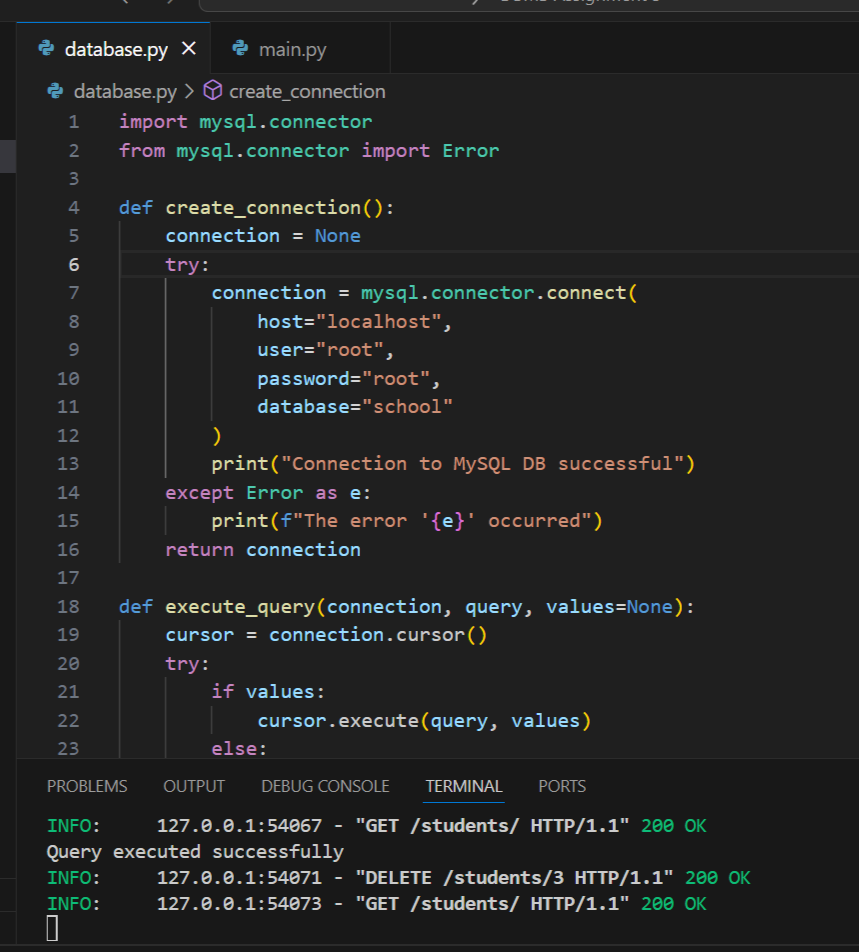 database.py
main.py
database.py > create_connection
1 import mysql.connector
2 from mysql.connector import Error
3
4 def create_connection():
5     connection = None
6     try:
7         connection = mysql.connector.connect(
8             host="localhost",
9             user="root",
10             password="root",
11             database="school"
12         )
13         print("Connection to MySQL DB successful")
14     except Error as e:
15         print(f"The error '{e}' occurred")
16     return connection
17
18 def execute_query(connection, query, values=None):
19     cursor = connection.cursor()
20     try:
21         if values:
22             cursor.execute(query, values)
23         else:
PROBLEMS OUTPUT DEBUG CONSOLE TERMINAL PORTS
INFO:     127.0.0.1:54067 - "GET /students/ HTTP/1.1" 200 OK
Query executed successfully
INFO:     127.0.0.1:54071 - "DELETE /students/3 HTTP/1.1" 200 OK
INFO:     127.0.0.1:54073 - "GET /students/ HTTP/1.1" 200 OK